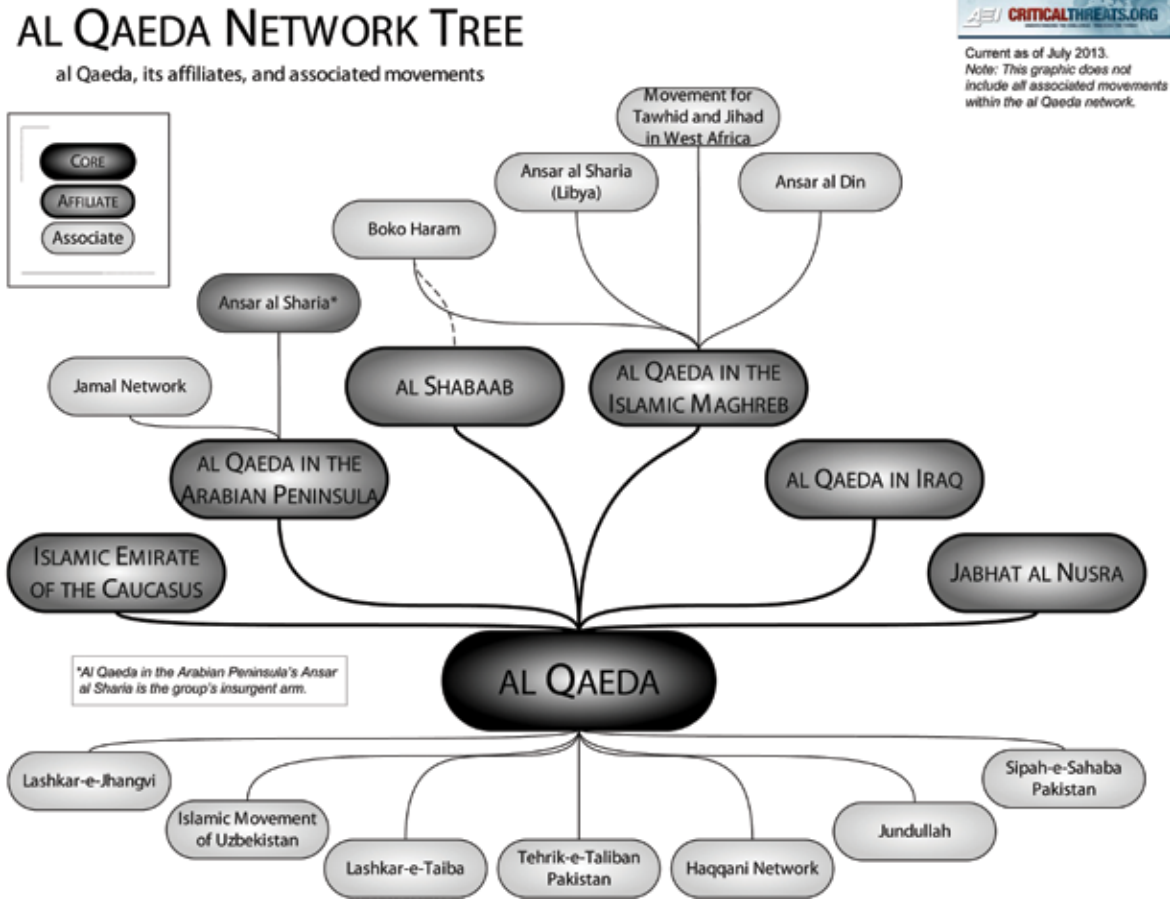 AL QAEDA NETWORK TREE
al Qaeda, its affiliates, and associated movements
AEI CRITICALTHREATS.ORG
Current as of July 2013.
Note: This graphic does not
include all associated movements
within the al Qaeda network.
CORE
AFFILIATE
Associate
Movement for
Tawhid and Jihad
in West Africa
Ansar al Sharia
(Libya)
Ansar al Din
Boko Haram
Ansar al Sharia*
Jamal Network
AL SHABAAB
AL QAEDA IN THE
ISLAMIC MAGHREB
AL QAEDA IN THE
ARABIAN PENINSULA
AL QAEDA IN IRAQ
ISLAMIC EMIRATE
OF THE CAUCASUS
JABHAT AL NUSRA
AL QAEDA
*Al Qaeda in the Arabian Peninsula's Ansar
al Sharia is the group's insurgent arm.
Lashkar-e-Jhangvi
Islamic Movement
of Uzbekistan
Lashkar-e-Taiba
Tehrik-e-Taliban
Pakistan
Haqqani Network
Jundullah
Sipah-e-Sahaba
Pakistan